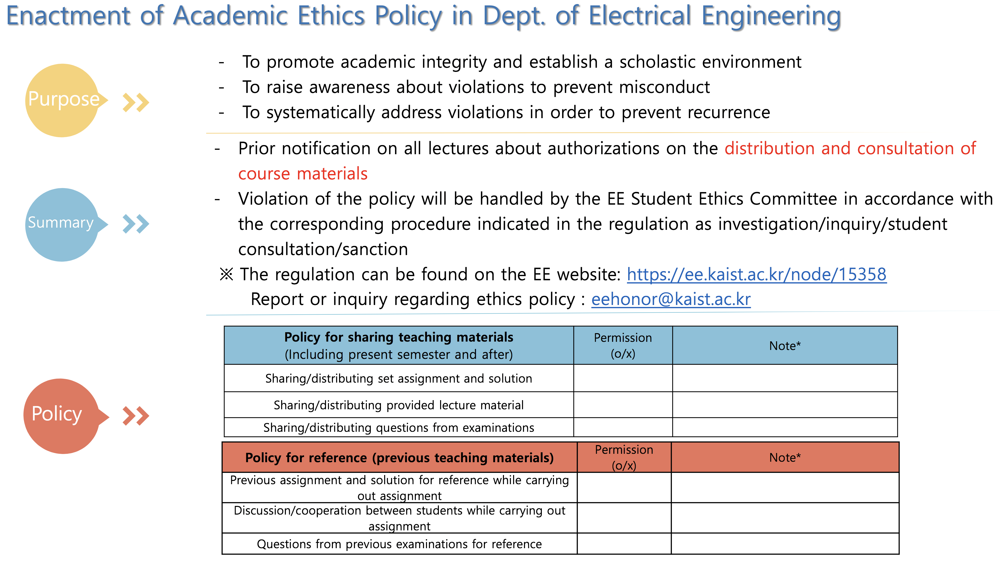 Enactment of Academic Ethics Policy in Dept. of Electrical Engineering
Purpose
- To promote academic integrity and establish a scholastic environment
- To raise awareness about violations to prevent misconduct
- To systematically address violations in order to prevent recurrence
Summary
- Prior notification on all lectures about authorizations on the distribution and consultation of
course materials
- Violation of the policy will be handled by the EE Student Ethics Committee in accordance with
the corresponding procedure indicated in the regulation as investigation/inquiry/student
consultation/sanction
※ The regulation can be found on the EE website: https://ee.kaist.ac.kr/node/15358
Report or inquiry regarding ethics policy : eehonor@kaist.ac.kr
Policy
Policy for sharing teaching materials
(Including present semester and after)
Permission
(o/x)
Note*
Sharing/distributing set assignment and solution
Sharing/distributing provided lecture material
Sharing/distributing questions from examinations
Policy for reference (previous teaching materials)
Permission
(o/x)
Note*
Previous assignment and solution for reference while carrying
out assignment
Discussion/cooperation between students while carrying out
assignment
Questions from previous examinations for reference